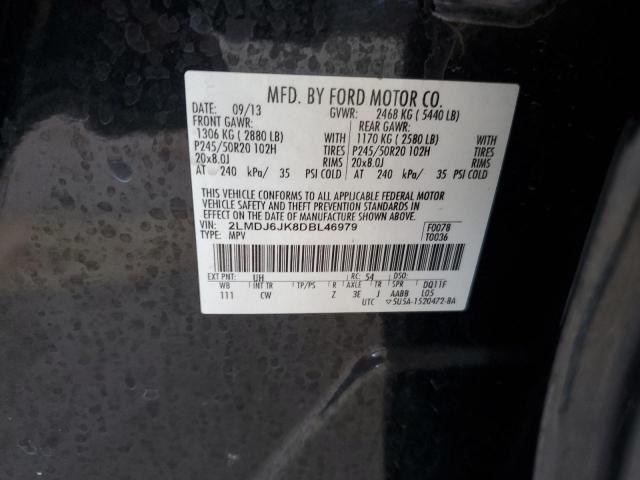 MFD. BY FORD MOTOR CO.
DATE: 09/13 GVWR: 2468 KG ( 5440 LB)
FRONT GAWR: REAR GAWR:
1306 KG ( 2880 LB) WITH 1170 KG ( 2580 LB) WITH
P245/50R20 102H TIRES P245/50R20 102H TIRES
20x8.0J RIMS 20x8.0J RIMS
AT 240 kPa/ 35 PSI COLD AT 240 kPa/ 35 PSI COLD
THIS VEHICLE CONFORMS TO ALL APPLICABLE FEDERAL MOTOR
VEHICLE SAFETY AND BUMPER STANDARDS AND THEFT PREVENTION
STANDARDS IN EFFECT ON THE DATE OF MANUFACTURE SHOWN ABOVE.
VIN: 2LMDJ6JK8DBL46979 F0078
TYPE: MPV T0036
EXT PNT: UH RC: 54 DSO:
WB INT TR TP/PS R AXLE TR SPR DQ11F
111 CW Z 3E J AABB L05
UTC ▽5U5A-1520472-BA